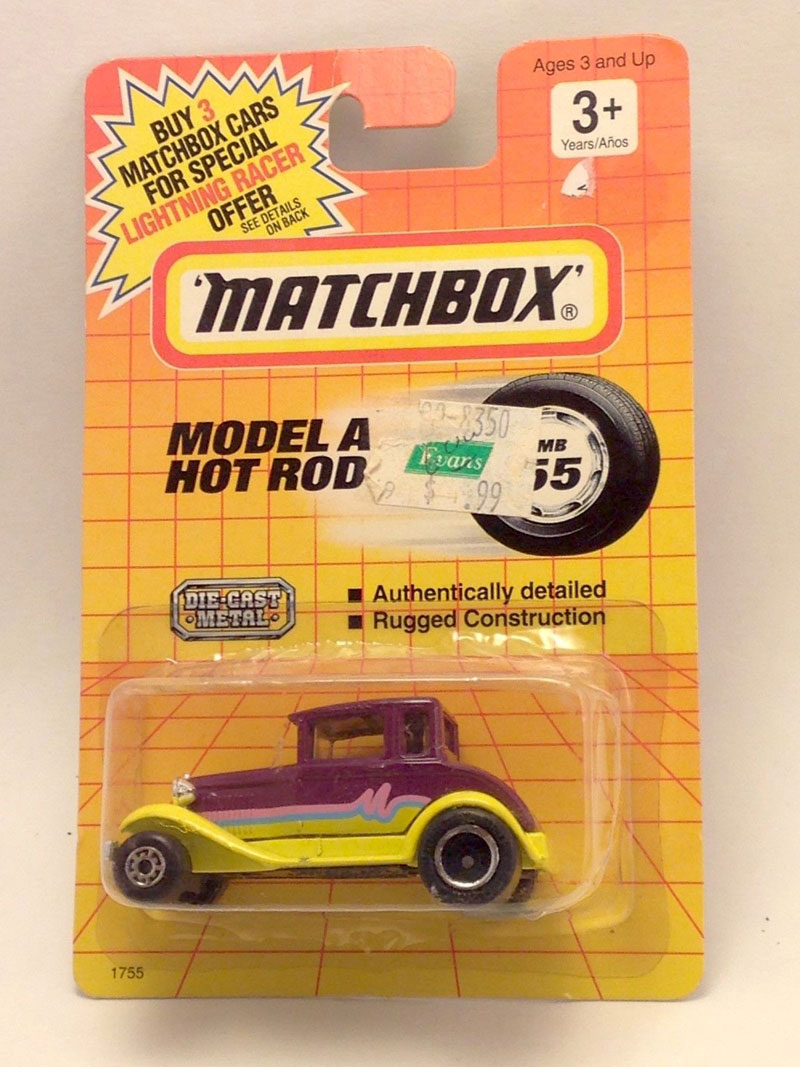 Ages 3 and Up
3+
Years/Años
BUY 3
MATCHBOX CARS
FOR SPECIAL
LIGHTNING RACER
OFFER
SEE DETAILS
ON BACK
'MATCHBOX'®
MODEL A
HOT ROD
8350
Evans
$ .99
MB
55
DIE-CAST
METAL
■ Authentically detailed
■ Rugged Construction
1755